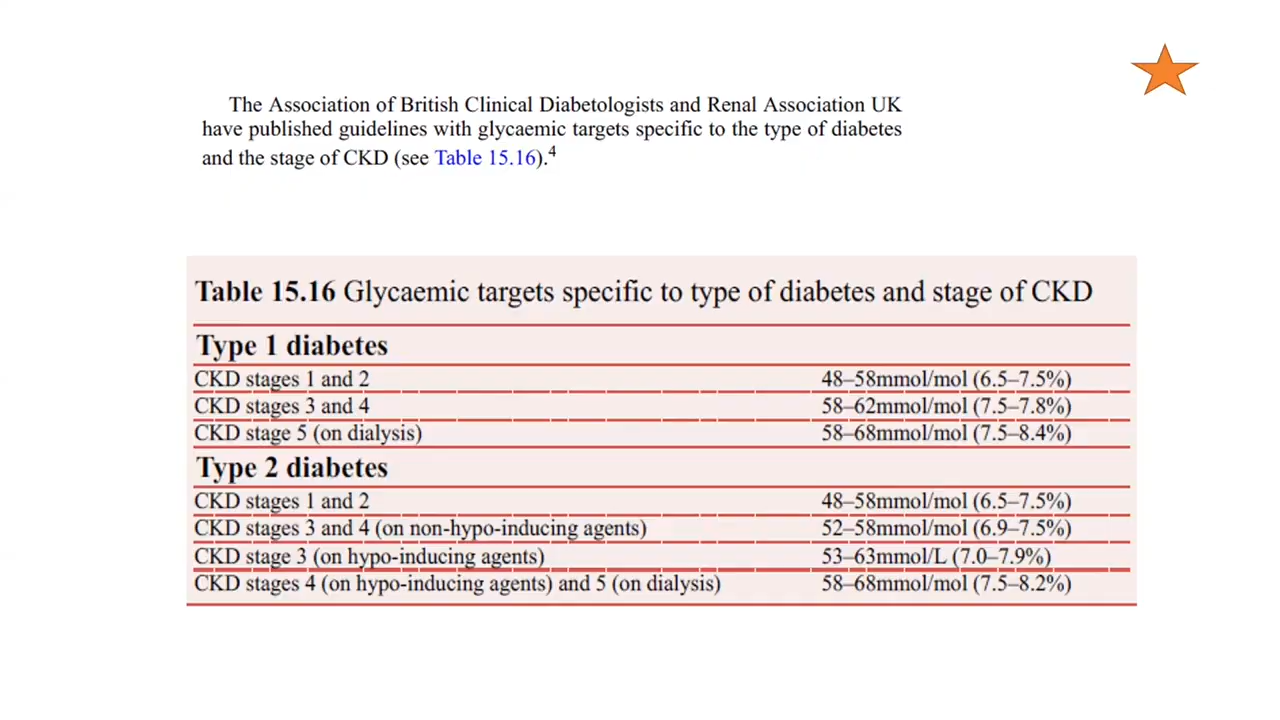 The Association of British Clinical Diabetologists and Renal Association UK
have published guidelines with glycaemic targets specific to the type of diabetes
and the stage of CKD (see Table 15.16).4
Table 15.16 Glycaemic targets specific to type of diabetes and stage of CKD
Type 1 diabetes
CKD stages 1 and 2 48–58mmol/mol (6.5–7.5%)
CKD stages 3 and 4 58–62mmol/mol (7.5–7.8%)
CKD stage 5 (on dialysis) 58–68mmol/mol (7.5–8.4%)
Type 2 diabetes
CKD stages 1 and 2 48–58mmol/mol (6.5–7.5%)
CKD stages 3 and 4 (on non-hypo-inducing agents) 52–58mmol/mol (6.9–7.5%)
CKD stage 3 (on hypo-inducing agents) 53–63mmol/L (7.0–7.9%)
CKD stages 4 (on hypo-inducing agents) and 5 (on dialysis) 58–68mmol/mol (7.5–8.2%)